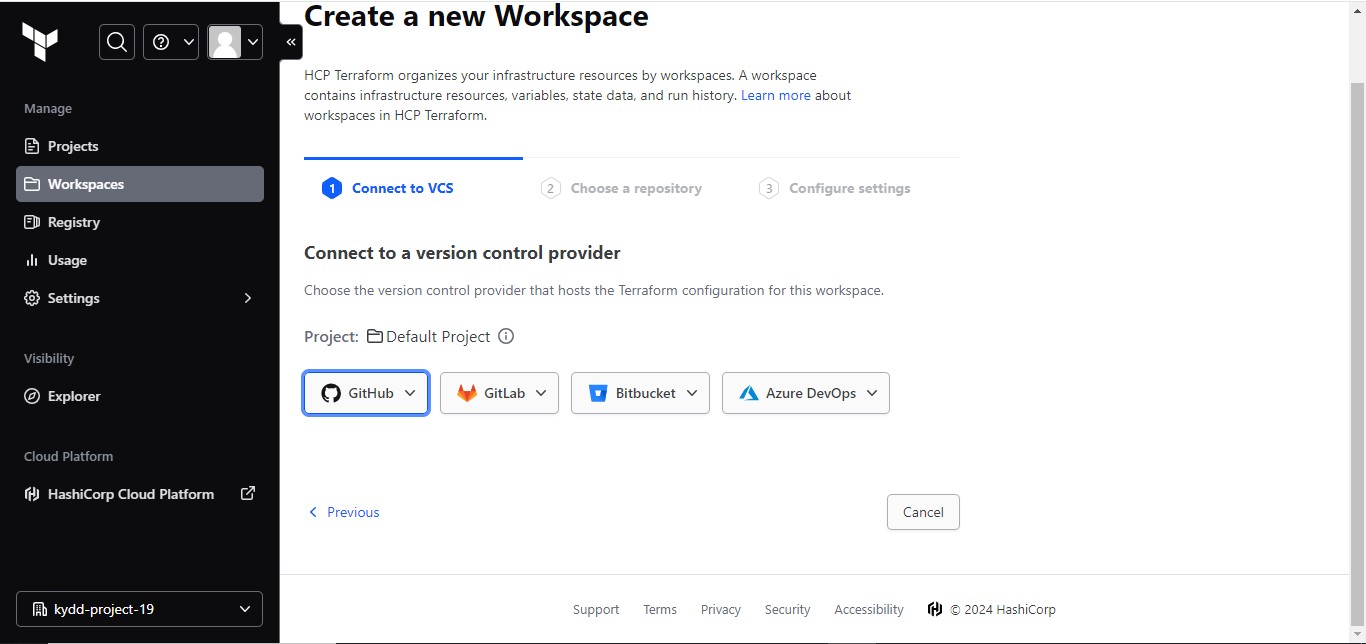 Manage
Projects
Workspaces
Registry
Usage
Settings
Visibility
Explorer
Cloud Platform
HashiCorp Cloud Platform
kydd-project-19
Create a new Workspace
HCP Terraform organizes your infrastructure resources by workspaces. A workspace
contains infrastructure resources, variables, state data, and run history. Learn more about
workspaces in HCP Terraform.
1 Connect to VCS
2 Choose a repository
3 Configure settings
Connect to a version control provider
Choose the version control provider that hosts the Terraform configuration for this workspace.
Project: Default Project
GitHub
GitLab
Bitbucket
Azure DevOps
Previous
Cancel
Support Terms Privacy Security Accessibility © 2024 HashiCorp